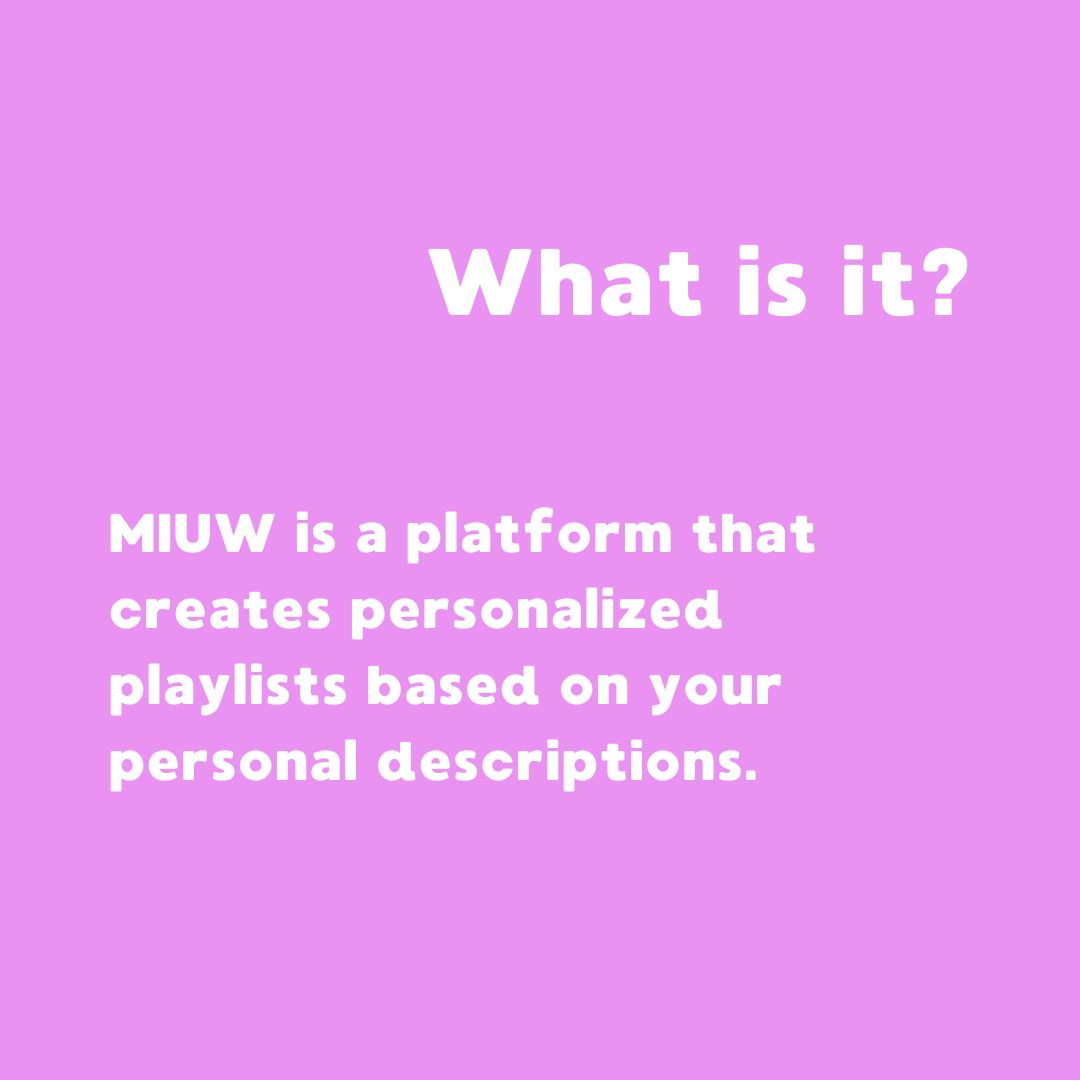 What is it?
MIUW is a platform that
creates personalized
playlists based on your
personal descriptions.